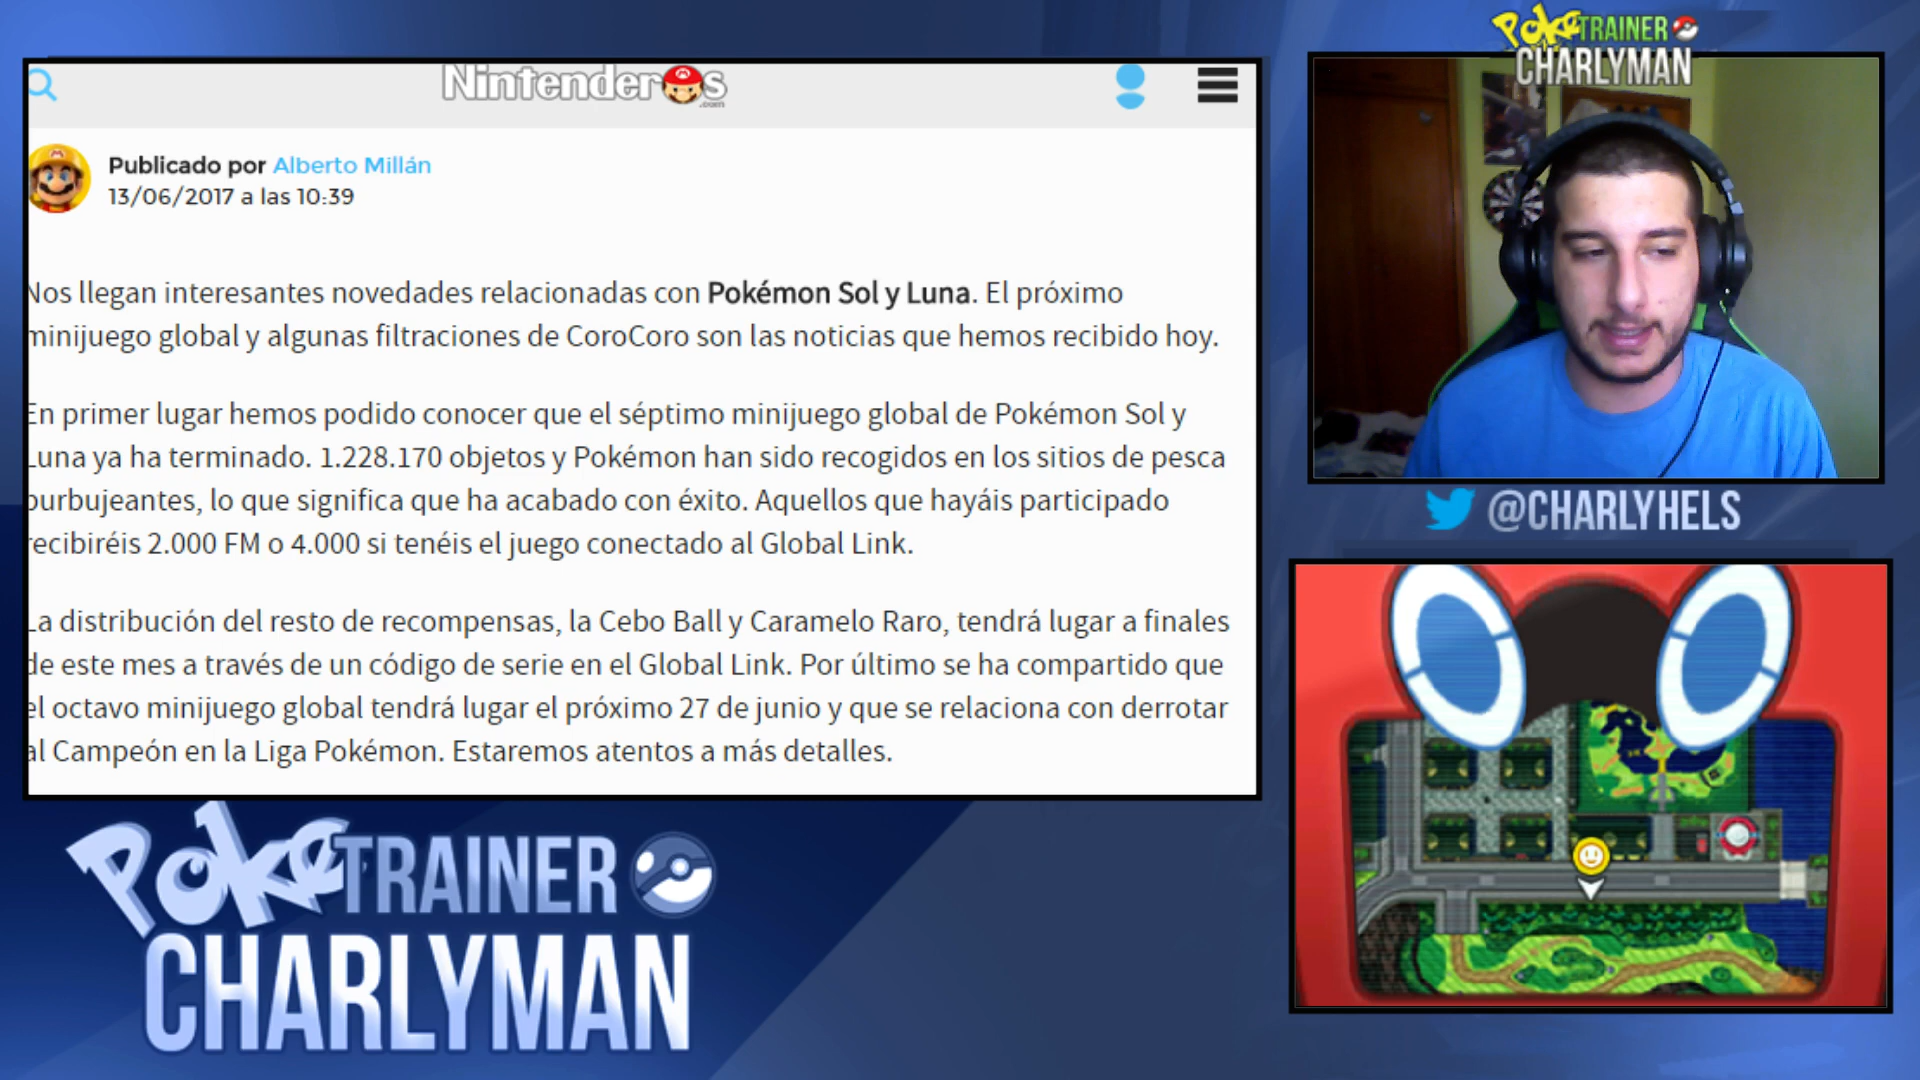 Nintenderos
.com
Publicado por Alberto Millán
13/06/2017 a las 10:39
Nos llegan interesantes novedades relacionadas con Pokémon Sol y Luna. El próximo
minijuego global y algunas filtraciones de CoroCoro son las noticias que hemos recibido hoy.
En primer lugar hemos podido conocer que el séptimo minijuego global de Pokémon Sol y
Luna ya ha terminado. 1.228.170 objetos y Pokémon han sido recogidos en los sitios de pesca
burbujeantes, lo que significa que ha acabado con éxito. Aquellos que hayáis participado
recibiréis 2.000 FM o 4.000 si tenéis el juego conectado al Global Link.
La distribución del resto de recompensas, la Cebo Ball y Caramelo Raro, tendrá lugar a finales
de este mes a través de un código de serie en el Global Link. Por último se ha compartido que
el octavo minijuego global tendrá lugar el próximo 27 de junio y que se relaciona con derrotar
al Campeón en la Liga Pokémon. Estaremos atentos a más detalles.
PokeTRAINER
CHARLYMAN
@CHARLYHELS
PokeTRAINER
CHARLYMAN